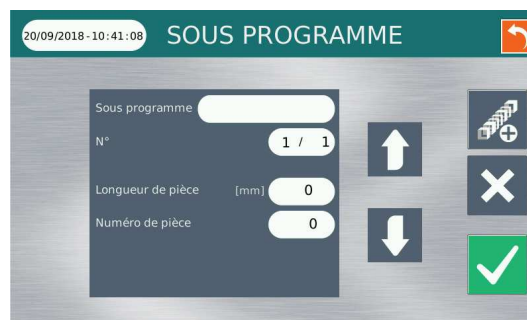 20/09/2018 - 10:41:08 SOUS PROGRAMME
Sous programme
N° 1 / 1
Longueur de pièce [mm] 0
Numéro de pièce 0